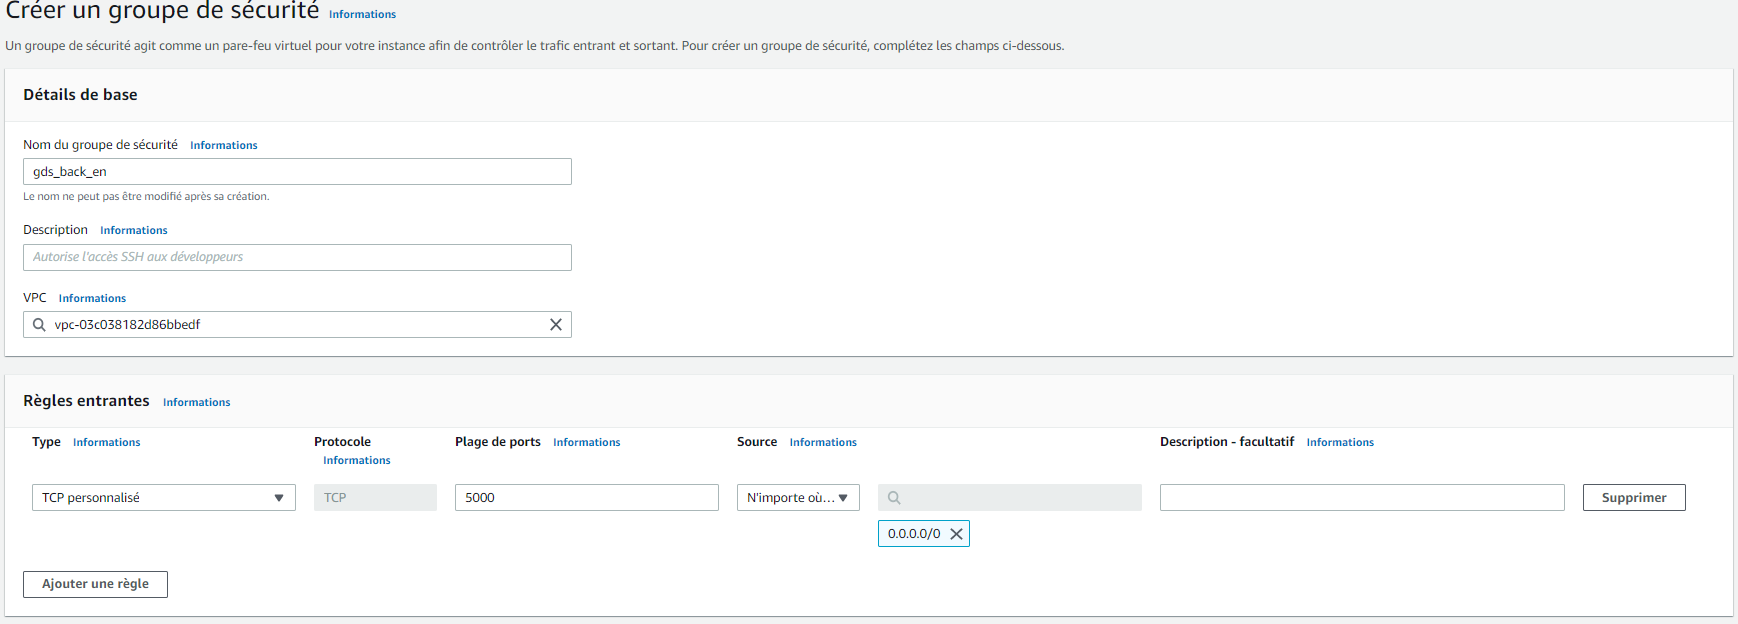 Créer un groupe de sécurité Informations
Un groupe de sécurité agit comme un pare-feu virtuel pour votre instance afin de contrôler le trafic entrant et sortant. Pour créer un groupe de sécurité, complétez les champs ci-dessous.
Détails de base
Nom du groupe de sécurité Informations
gds_back_en
Le nom ne peut pas être modifié après sa création.
Description Informations
Autorise l'accès SSH aux développeurs
VPC Informations
vpc-03c038182d86bbedf
Règles entrantes Informations
Type Informations Protocole Plage de ports Informations Source Informations Description - facultatif Informations
Informations
TCP personnalisé TCP 5000 N'importe où... Supprimer
0.0.0.0/0
Ajouter une règle